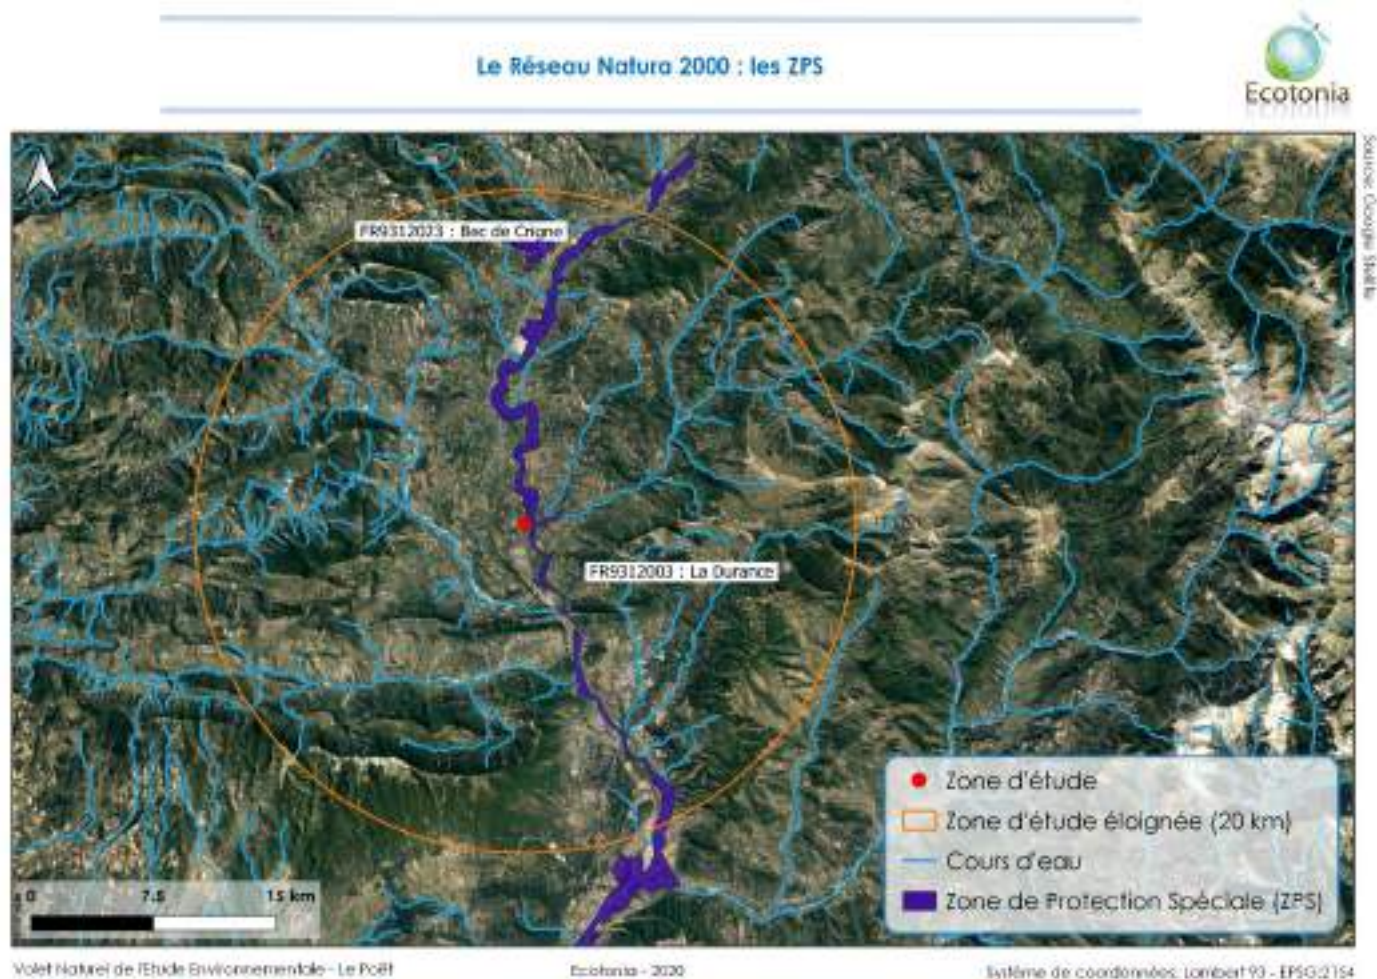 Le Réseau Natura 2000 : les ZPS
Ecotonia
Source: Google Satellite
FR9312023 : Bec de Crigne
FR9312003 : La Durance
Zone d'étude
Zone d'étude éloignée (20 km)
Cours d'eau
Zone de Protection Spéciale (ZPS)
0 7.5 15 km
Volet Naturel de l'Etude Environnementale - Le Poët
Ecotonia - 2020
Système de coordonnées: Lambert 93 - EPSG:2154